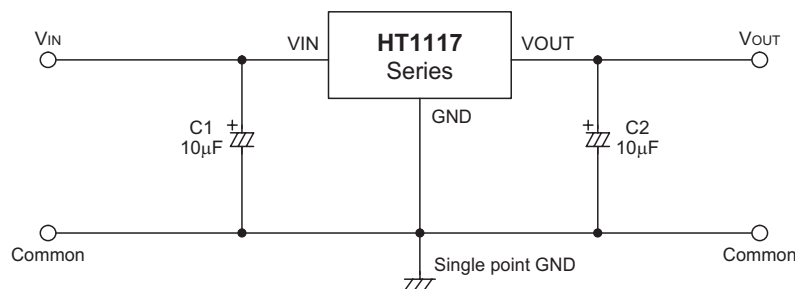 VIN
VIN
HT1117
Series
VOUT
VOUT
GND
C1
10μF
C2
10μF
Common
Single point GND
Common